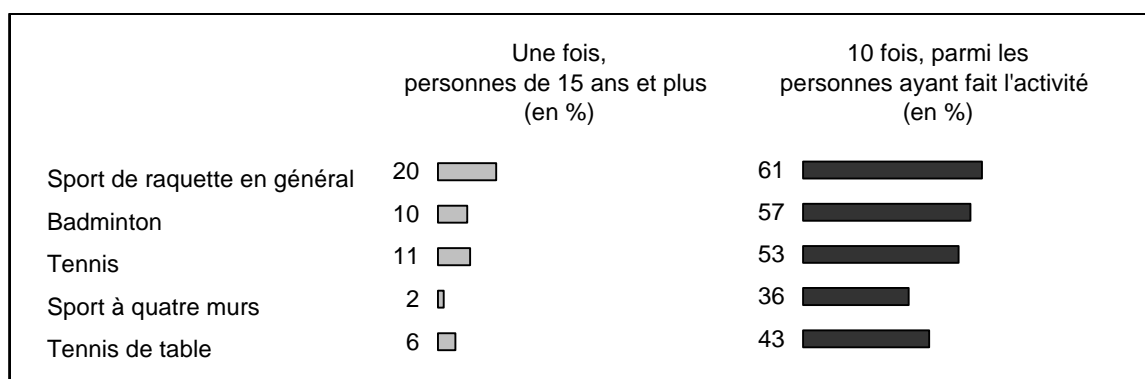 Une fois,
personnes de 15 ans et plus
(en %)
10 fois, parmi les
personnes ayant fait l'activité
(en %)
Sport de raquette en général 20 61
Badminton 10 57
Tennis 11 53
Sport à quatre murs 2 36
Tennis de table 6 43